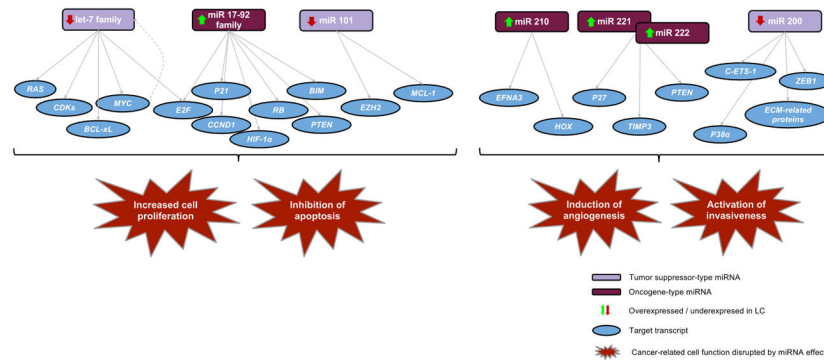 let-7 family
miR 17-92
family
miR 101
miR 210
miR 221
miR 222
miR 200
RAS
CDKs
MYC
BCL-xL
E2F
P21
CCND1
HIF-1α
RB
BIM
PTEN
EZH2
MCL-1
EFNA3
HOX
P27
TIMP3
PTEN
C-ETS-1
ZEB1
ECM-related
proteins
P38α
Increased cell
proliferation
Inhibition of
apoptosis
Induction of
angiogenesis
Activation of
invasiveness
Tumor suppressor-type miRNA
Oncogene-type miRNA
Overexpressed / underexpresed in LC
Target transcript
Cancer-related cell function disrupted by miRNA effect